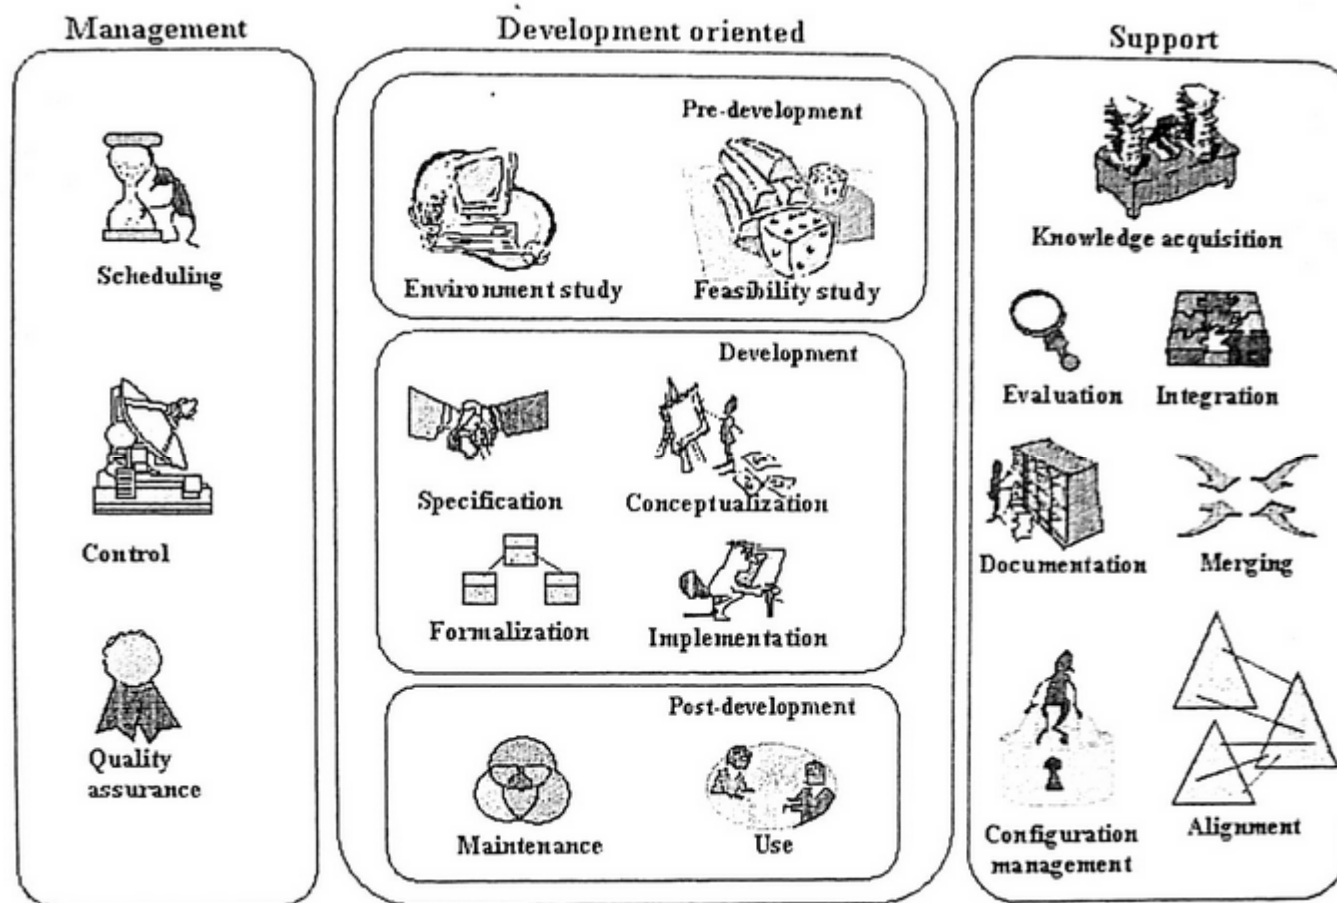 Management
Scheduling
Control
Quality
assurance
Development oriented
Pre-development
Environment study
Feasibility study
Development
Specification
Conceptualization
Formalization
Implementation
Post-development
Maintenance
Use
Support
Knowledge acquisition
Evaluation
Integration
Documentation
Merging
Configuration
management
Alignment